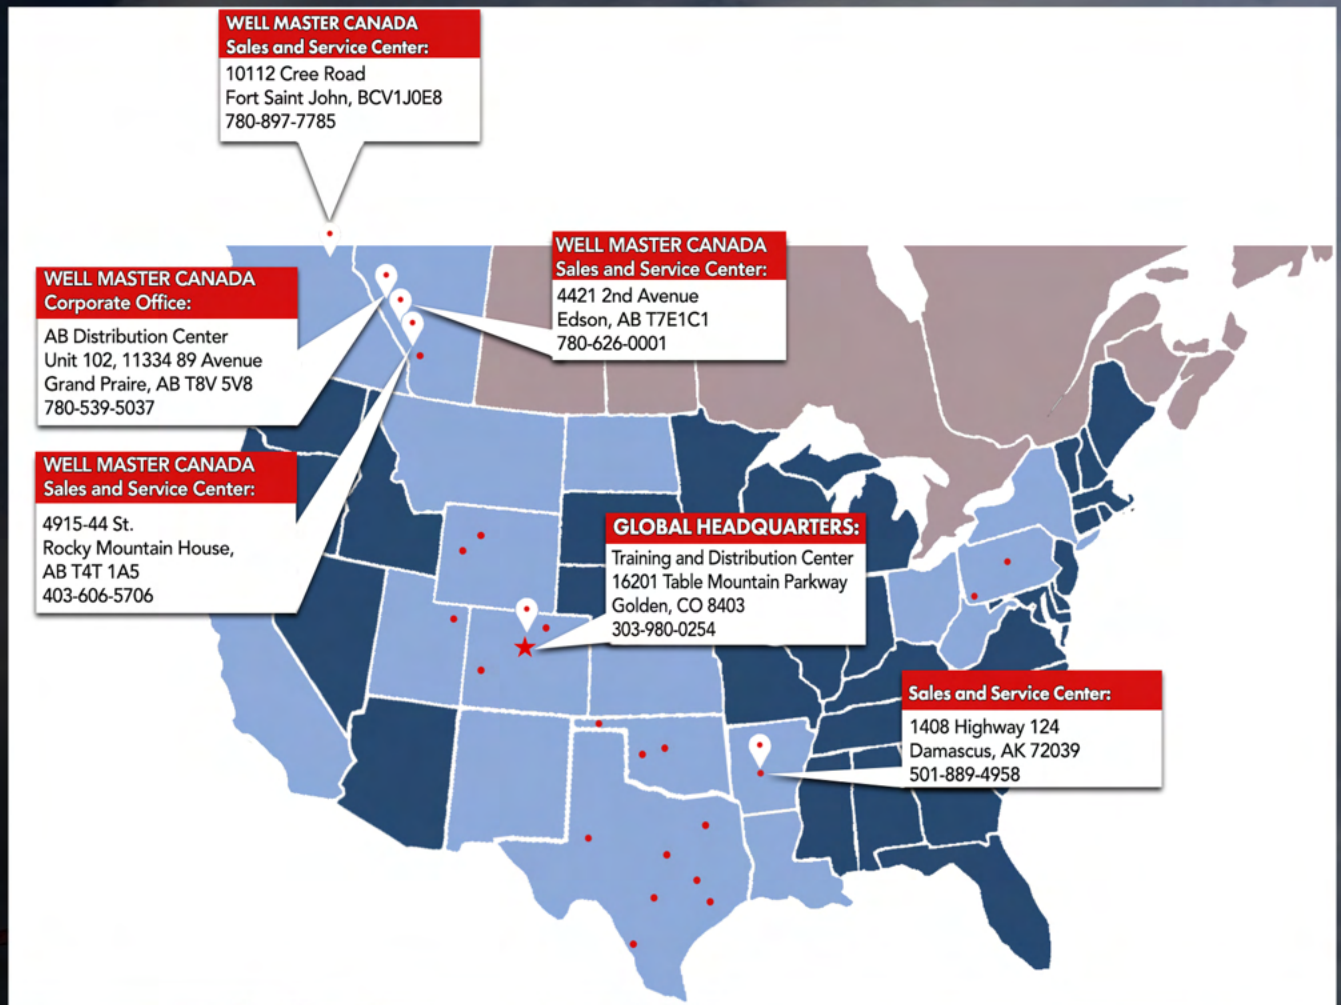 WELL MASTER CANADA
Sales and Service Center:
10112 Cree Road
Fort Saint John, BCV1J0E8
780-897-7785
WELL MASTER CANADA
Sales and Service Center:
4421 2nd Avenue
Edson, AB T7E1C1
780-626-0001
WELL MASTER CANADA
Corporate Office:
AB Distribution Center
Unit 102, 11334 89 Avenue
Grand Praire, AB T8V 5V8
780-539-5037
WELL MASTER CANADA
Sales and Service Center:
4915-44 St.
Rocky Mountain House,
AB T4T 1A5
403-606-5706
GLOBAL HEADQUARTERS:
Training and Distribution Center
16201 Table Mountain Parkway
Golden, CO 8403
303-980-0254
Sales and Service Center:
1408 Highway 124
Damascus, AK 72039
501-889-4958